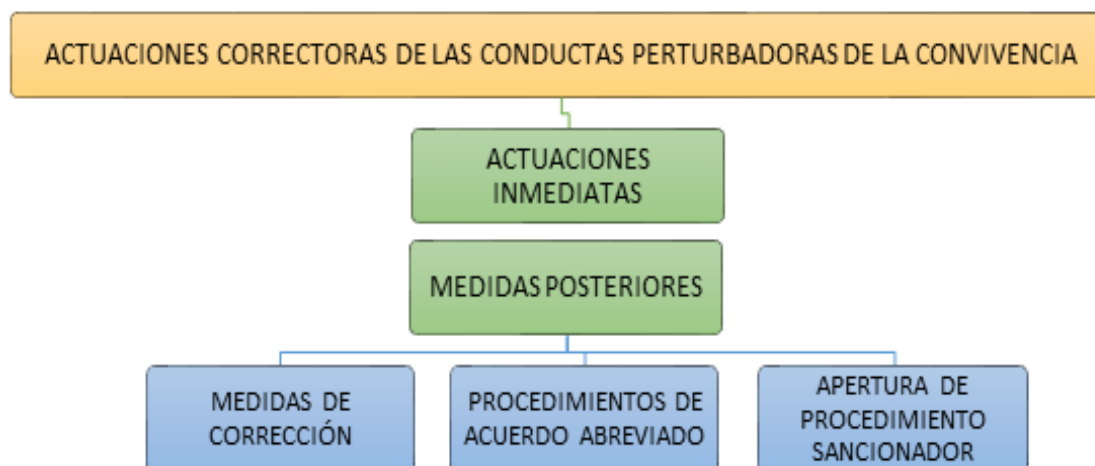 ACTUACIONES CORRECTORAS DE LAS CONDUCTAS PERTURBADORAS DE LA CONVIVENCIA
ACTUACIONES
INMEDIATAS
MEDIDAS POSTERIORES
MEDIDAS DE
CORRECCIÓN
PROCEDIMIENTOS DE
ACUERDO ABREVIADO
APERTURA DE
PROCEDIMIENTO
SANCIONADOR